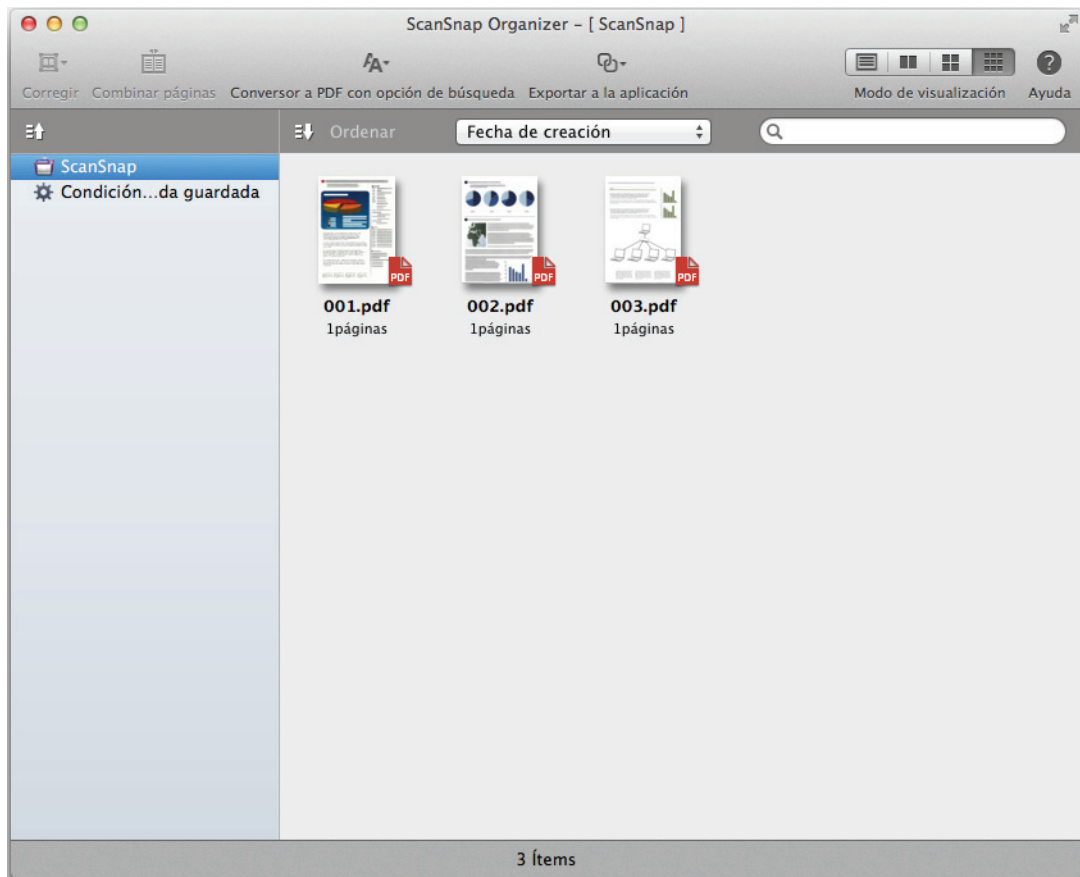 ScanSnap Organizer – [ ScanSnap ]
Corregir Combinar páginas Conversor a PDF con opción de búsqueda Exportar a la aplicación Modo de visualización Ayuda
Ordenar Fecha de creación
ScanSnap
Condición...da guardada
PDF PDF PDF
001.pdf 002.pdf 003.pdf
1páginas 1páginas 1páginas
3 Ítems